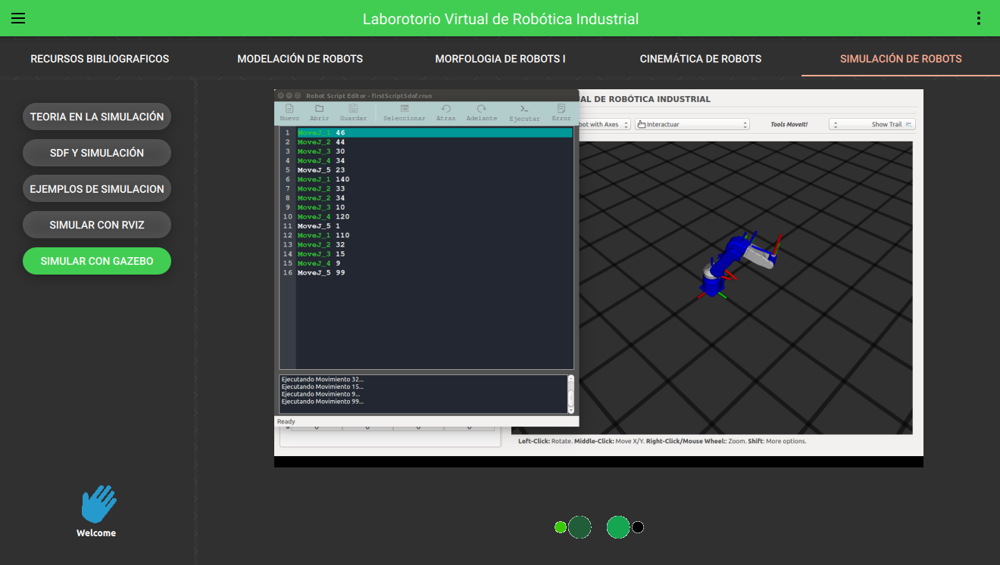 Laborotorio Virtual de Robótica Industrial
RECURSOS BIBLIOGRAFICOS
MODELACIÓN DE ROBOTS
MORFOLOGIA DE ROBOTS I
CINEMÁTICA DE ROBOTS
SIMULACIÓN DE ROBOTS
TEORIA EN LA SIMULACIÓN
SDF Y SIMULACIÓN
EJEMPLOS DE SIMULACION
SIMULAR CON RVIZ
SIMULAR CON GAZEBO
Welcome
Robot Script Editor - firstScript5dof.rrun
Nuevo Abrir Guardar Seleccionar Atras Adelante Ejecutar Error
1 MoveJ_1 46
2 MoveJ_2 44
3 MoveJ_3 30
4 MoveJ_4 34
5 MoveJ_5 23
6 MoveJ_1 140
7 MoveJ_2 33
8 MoveJ_2 34
9 MoveJ_3 10
10 MoveJ_4 120
11 MoveJ_5 1
12 MoveJ_1 110
13 MoveJ_2 32
14 MoveJ_3 15
15 MoveJ_4 9
16 MoveJ_5 99
Ejecutando Movimiento 32...
Ejecutando Movimiento 15...
Ejecutando Movimiento 9...
Ejecutando Movimiento 99...
Ready
AL DE ROBÓTICA INDUSTRIAL
bot with Axes Interactuar Tools MoveIt! Show Trail
Left-Click: Rotate. Middle-Click: Move X/Y. Right-Click/Mouse Wheel:: Zoom. Shift: More options.